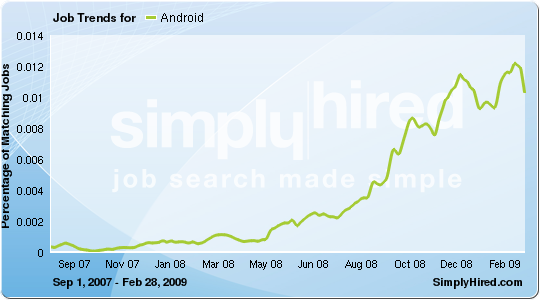 Job Trends for Android
Percentage of Matching Jobs
0.014
0.012
0.01
0.008
0.006
0.004
0.002
0
simplyhired
job search made simple
Sep 07 Nov 07 Jan 08 Mar 08 May 08 Jun 08 Aug 08 Oct 08 Dec 08 Feb 09
Sep 1, 2007 - Feb 28, 2009 SimplyHired.com